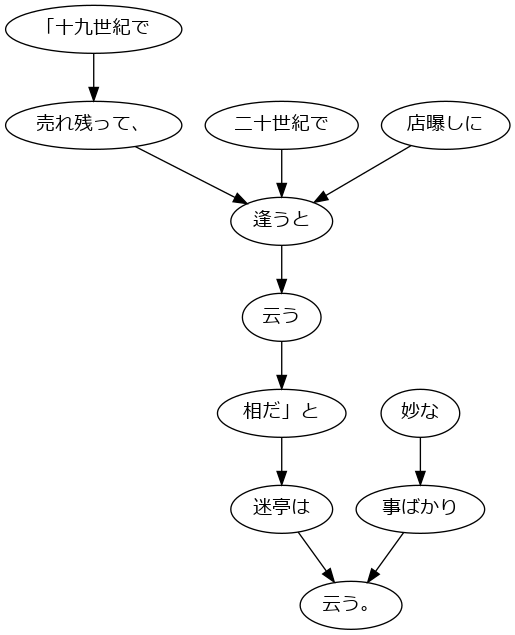 「十九世紀で
売れ残って、
二十世紀で
店曝しに
逢うと
云う
相だ」と
妙な
迷亭は
事ばかり
云う。